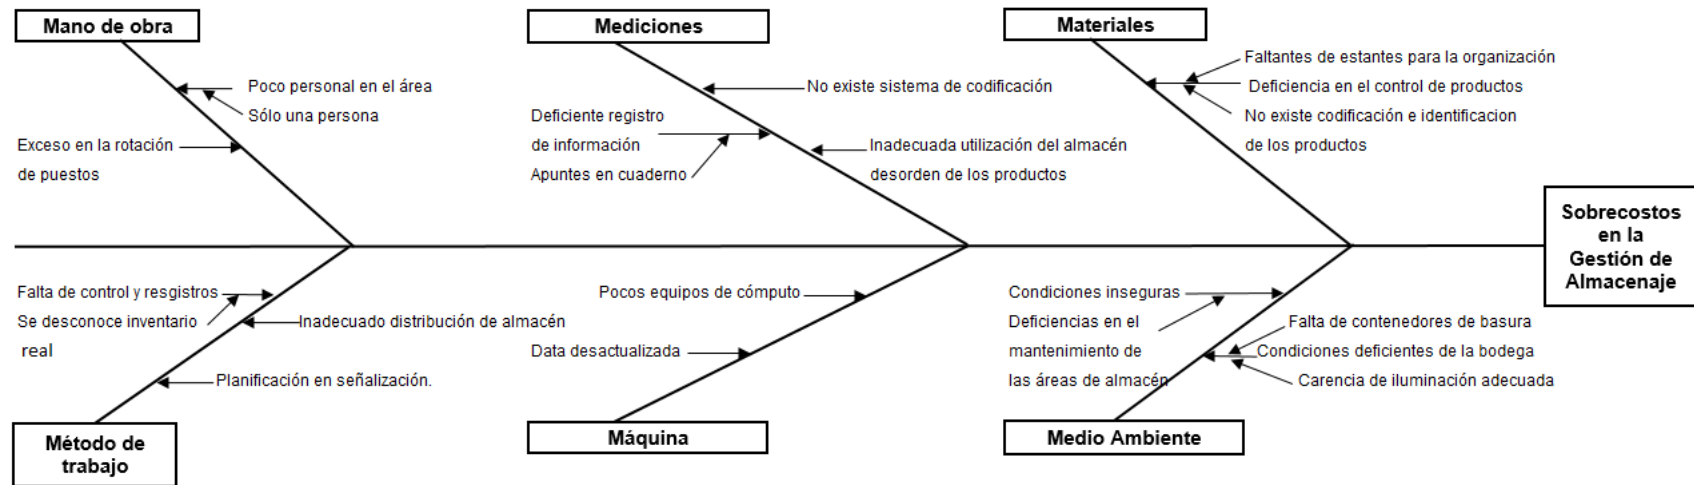 Mano de obra
Mediciones
Materiales
Poco personal en el área
Sólo una persona
Exceso en la rotación
de puestos
No existe sistema de codificación
Deficiente registro
de información
Apuntes en cuaderno
Inadecuada utilización del almacén
desorden de los productos
Faltantes de estantes para la organización
Deficiencia en el control de productos
No existe codificación e identificacion
de los productos
Sobrecostos
en la
Gestión de
Almacenaje
Falta de control y resgistros
Se desconoce inventario
real
Inadecuado distribución de almacén
Planificación en señalización.
Pocos equipos de cómputo
Data desactualizada
Condiciones inseguras
Deficiencias en el
mantenimiento de
las áreas de almacén
Falta de contenedores de basura
Condiciones deficientes de la bodega
Carencia de iluminación adecuada
Método de
trabajo
Máquina
Medio Ambiente